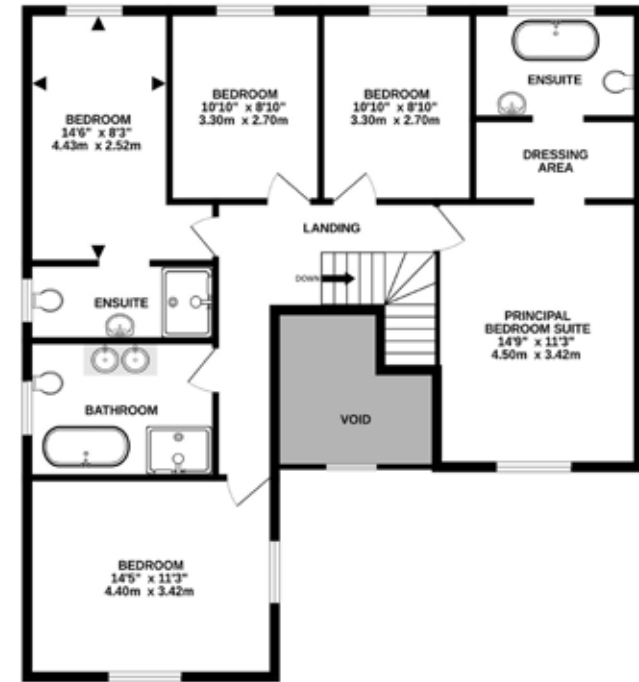 BEDROOM
14'6" x 8'3"
4.43m x 2.52m
BEDROOM
10'10" x 8'10"
3.30m x 2.70m
BEDROOM
10'10" x 8'10"
3.30m x 2.70m
ENSUITE
DRESSING
AREA
LANDING
DOWN
ENSUITE
PRINCIPAL
BEDROOM SUITE
14'9" x 11'3"
4.50m x 3.42m
BATHROOM
VOID
BEDROOM
14'5" x 11'3"
4.40m x 3.42m